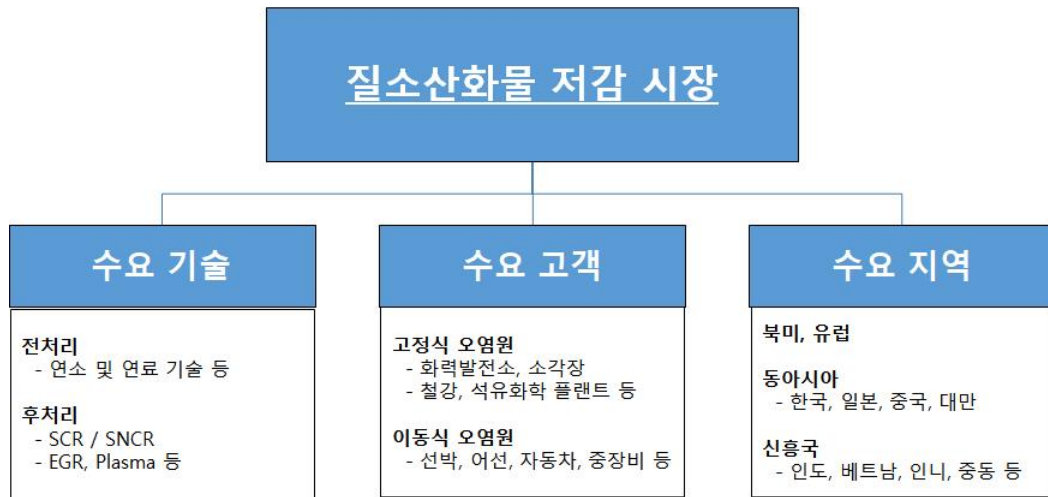 질소산화물 저감 시장
수요 기술
전처리
- 연소 및 연료 기술 등
후처리
- SCR / SNCR
- EGR, Plasma 등
수요 고객
고정식 오염원
- 화력발전소, 소각장
- 철강, 석유화학 플랜트 등
이동식 오염원
- 선박, 어선, 자동차, 중장비 등
수요 지역
북미, 유럽
동아시아
- 한국, 일본, 중국, 대만
신흥국
- 인도, 베트남, 인니, 중동 등